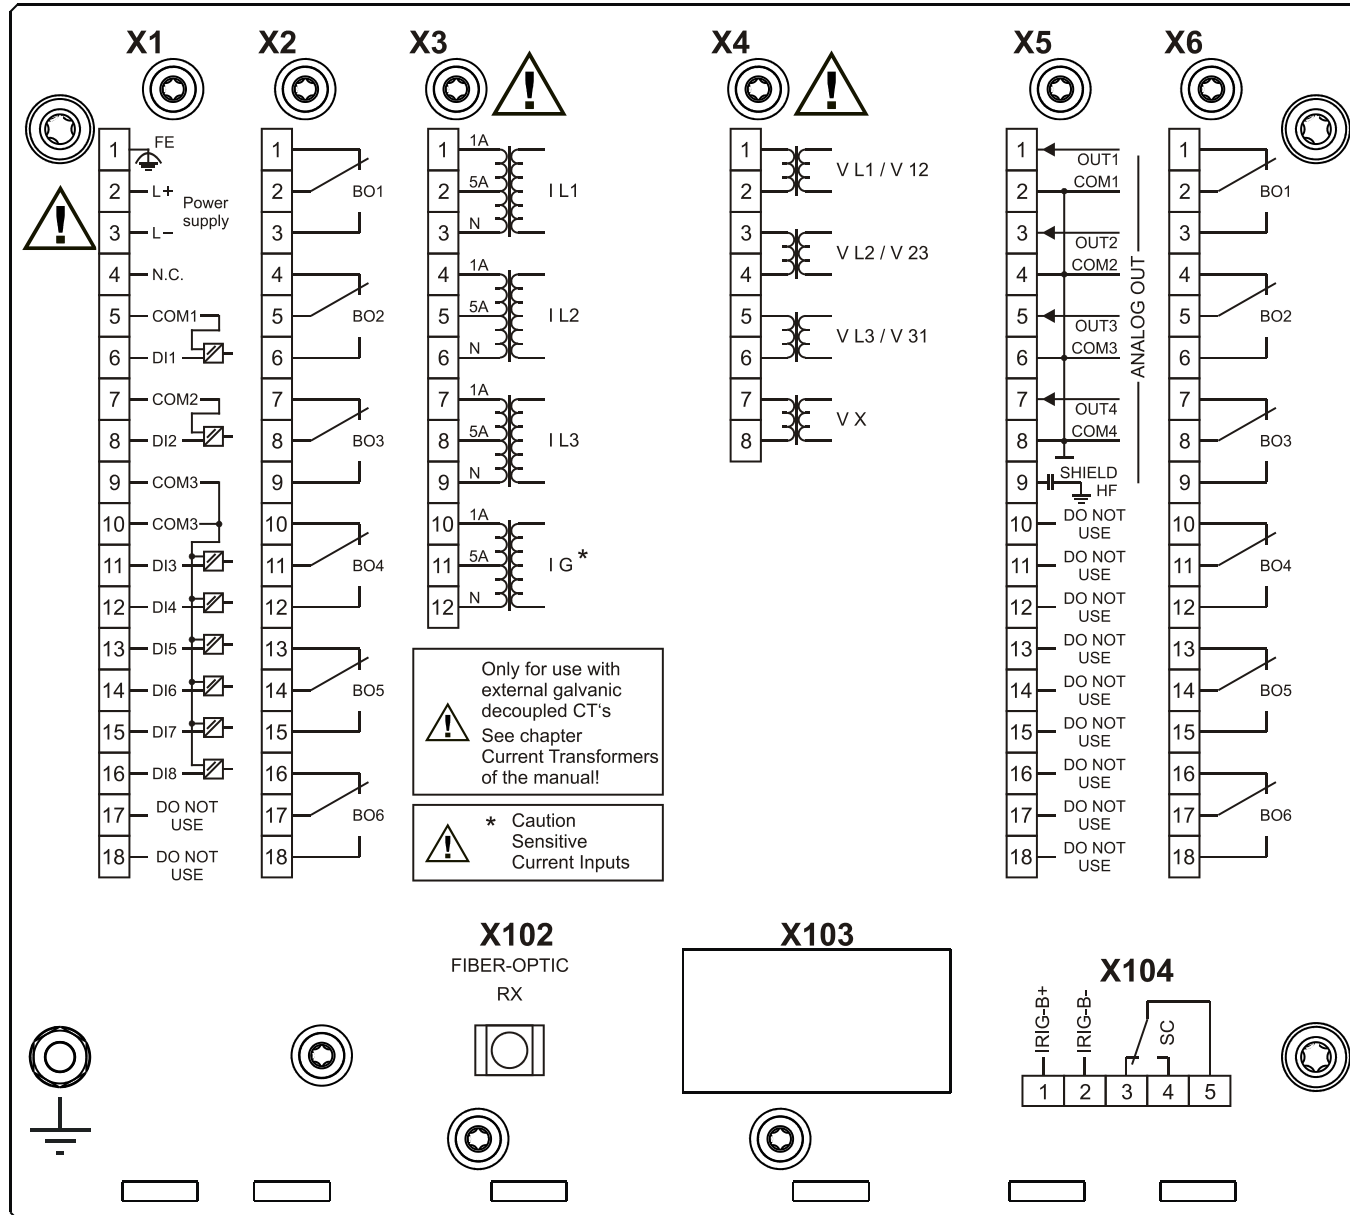 X1
1 FE
2 L+ Power
3 L− supply
4 N.C.
5 COM1
6 DI1
7 COM2
8 DI2
9 COM3
10 COM3
11 DI3
12 DI4
13 DI5
14 DI6
15 DI7
16 DI8
17 DO NOT
USE
18 DO NOT
USE
X2
1
2 BO1
3
4
5 BO2
6
7
8 BO3
9
10
11 BO4
12
13
14 BO5
15
16
17 BO6
18
X3
!
1 1A
2 5A I L1
3 N
4 1A
5 5A I L2
6 N
7 1A
8 5A I L3
9 N
10 1A
11 5A I G *
12 N
Only for use with
external galvanic
decoupled CT's
See chapter
Current Transformers
of the manual!
* Caution
Sensitive
Current Inputs
X4
!
1
V L1 / V 12
2
3
V L2 / V 23
4
5
V L3 / V 31
6
7
V X
8
X5
1 OUT1
2 COM1
3 OUT2
4 COM2
5 OUT3
6 COM3
7 OUT4
8 COM4
ANALOG OUT
9 SHIELD
HF
10 DO NOT
USE
11 DO NOT
USE
12 DO NOT
USE
13 DO NOT
USE
14 DO NOT
USE
15 DO NOT
USE
16 DO NOT
USE
17 DO NOT
USE
18 DO NOT
USE
X6
1
2 BO1
3
4
5 BO2
6
7
8 BO3
9
10
11 BO4
12
13
14 BO5
15
16
17 BO6
18
X102
FIBER-OPTIC
RX
X103
X104
IRIG-B+
IRIG-B-
SC
1 2 3 4 5